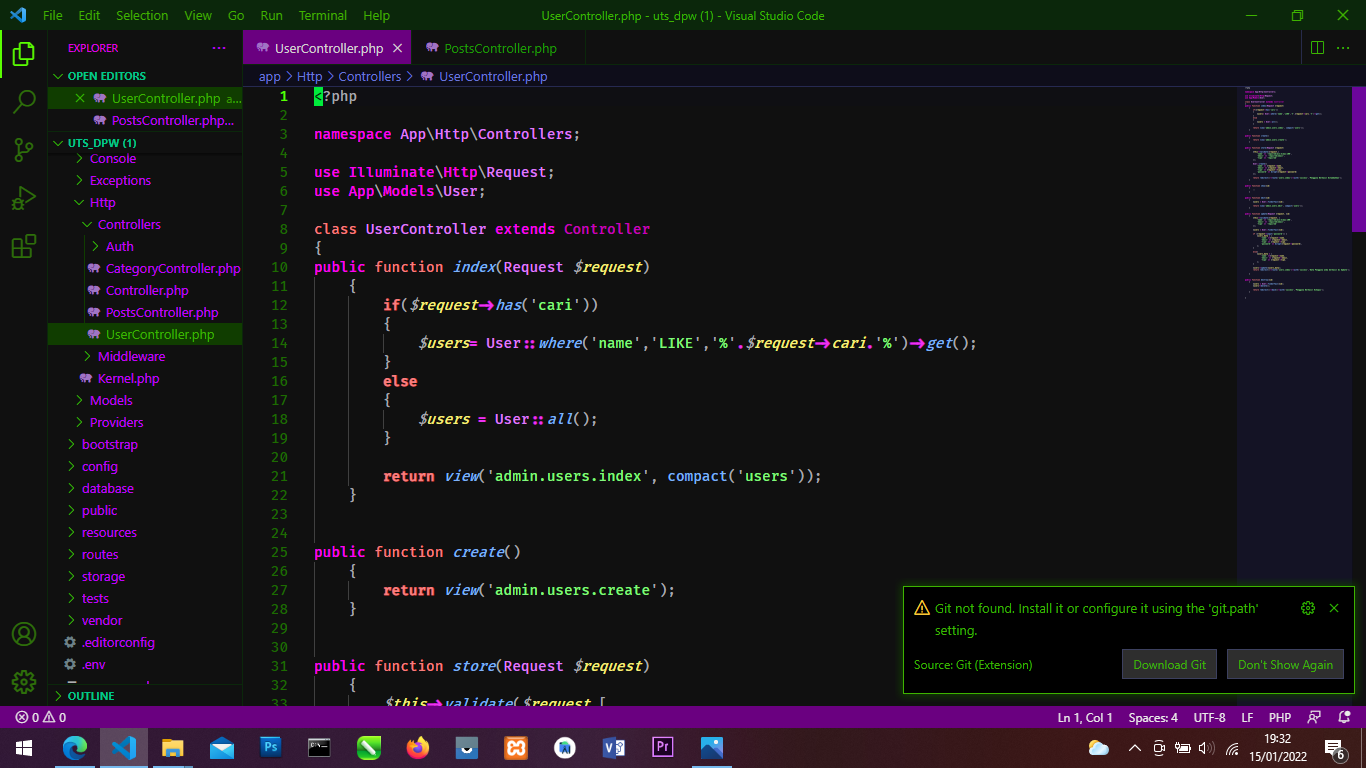 File Edit Selection View Go Run Terminal Help
UserController.php - uts_dpw (1) - Visual Studio Code
EXPLORER
OPEN EDITORS
UserController.php a...
PostsController.php...
UTS_DPW (1)
Console
Exceptions
Http
Controllers
Auth
CategoryController.php
Controller.php
PostsController.php
UserController.php
Middleware
Kernel.php
Models
Providers
bootstrap
config
database
public
resources
routes
storage
tests
vendor
.editorconfig
.env
OUTLINE
UserController.php
PostsController.php
app > Http > Controllers > UserController.php
1 <?php
2
3 namespace App\Http\Controllers;
4
5 use Illuminate\Http\Request;
6 use App\Models\User;
7
8 class UserController extends Controller
9 {
10 public function index(Request $request)
11 {
12 if($request->has('cari'))
13 {
14 $users= User::where('name','LIKE','%'.$request->cari.'%')->get();
15 }
16 else
17 {
18 $users = User::all();
19 }
20
21 return view('admin.users.index', compact('users'));
22 }
23
24
25 public function create()
26 {
27 return view('admin.users.create');
28 }
29
30
31 public function store(Request $request)
32 {
33 $this->validate($request,[
Git not found. Install it or configure it using the 'git.path'
setting.
Source: Git (Extension)
Download Git
Don't Show Again
0 0
Ln 1, Col 1 Spaces: 4 UTF-8 LF PHP
Ps
Pr
19:32
15/01/2022
6